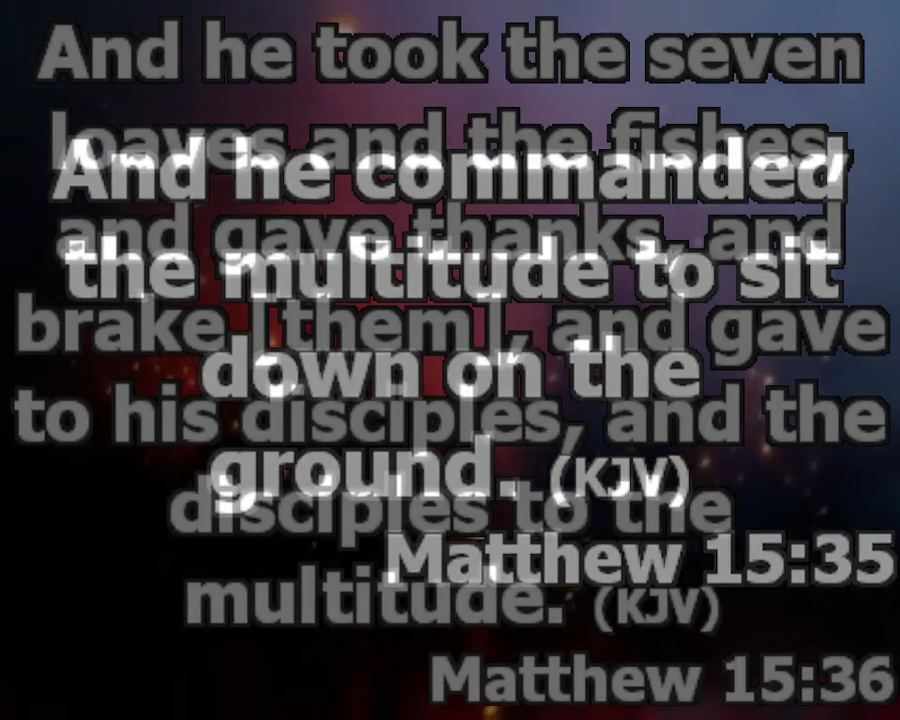 And he commanded
the multitude to sit
down on the
ground. (KJV)
Matthew 15:35
And he took the seven
loaves and the fishes,
and gave thanks, and
brake [them], and gave
to his disciples, and the
disciples to the
multitude. (KJV)
Matthew 15:36